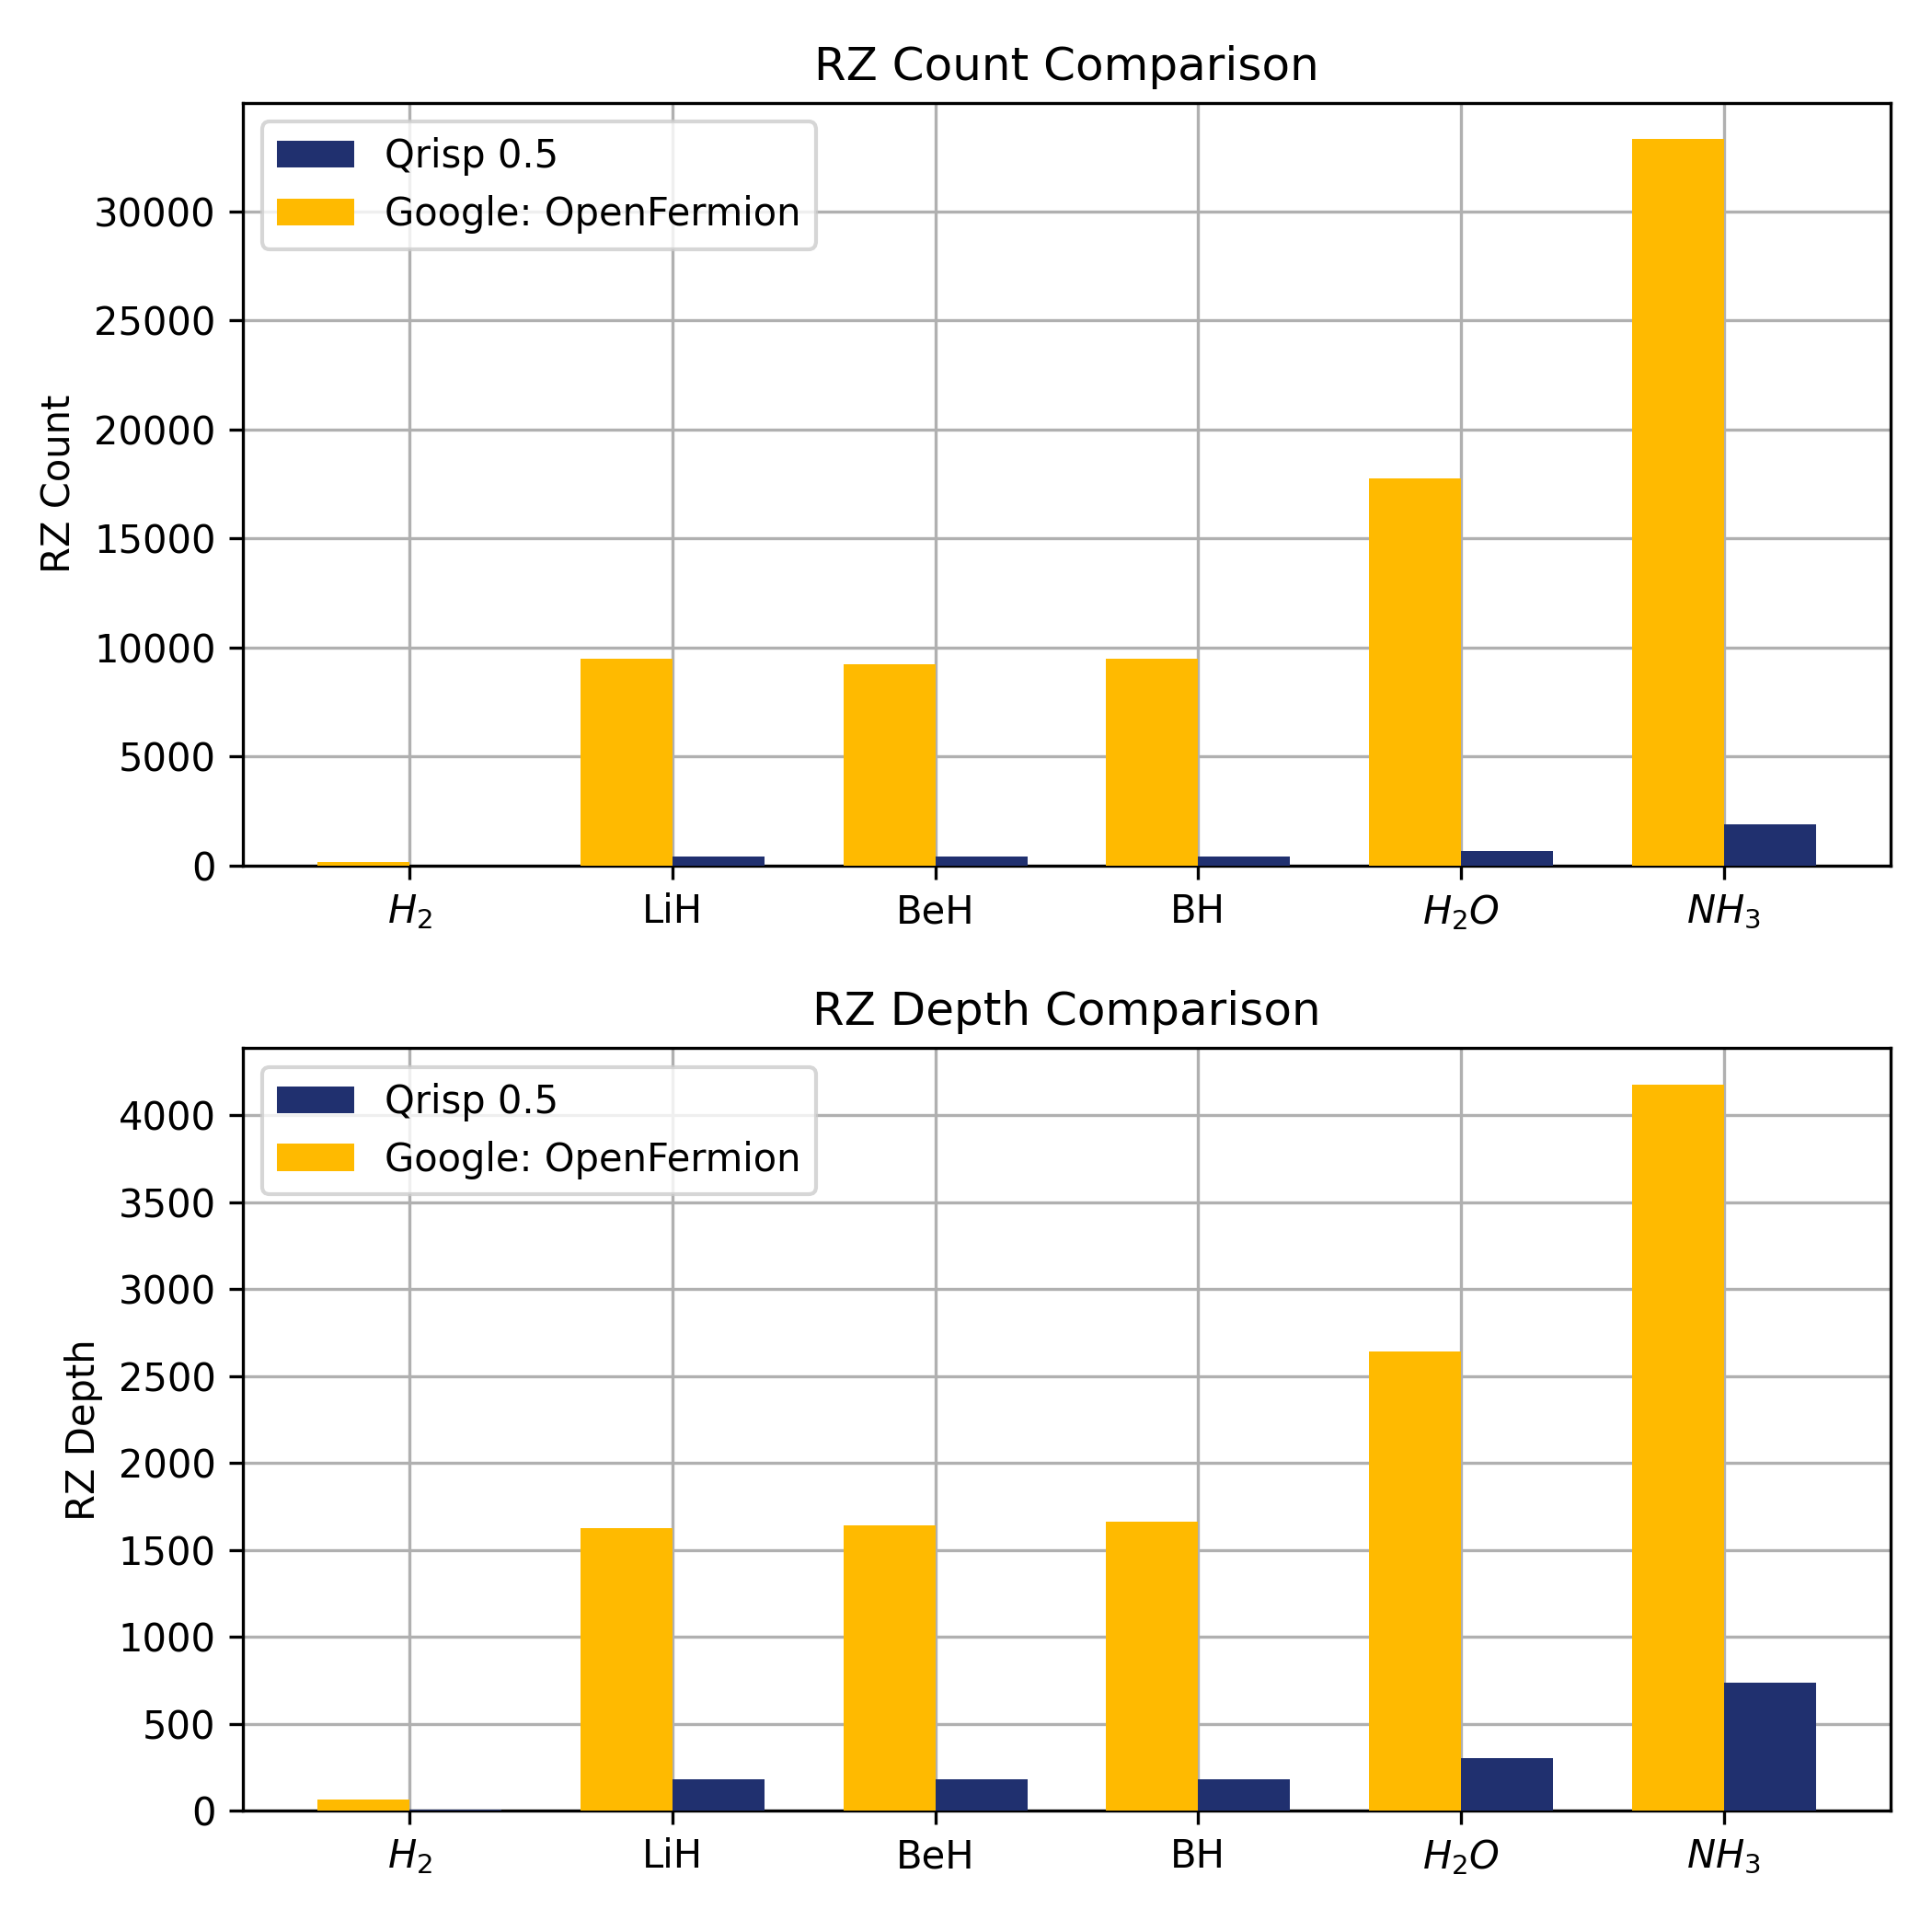 RZ Count Comparison
Qrisp 0.5
Google: OpenFermion
RZ Count
30000
25000
20000
15000
10000
5000
0
H₂ LiH BeH BH H₂O NH₃
RZ Depth Comparison
Qrisp 0.5
Google: OpenFermion
RZ Depth
4000
3500
3000
2500
2000
1500
1000
500
0
H₂ LiH BeH BH H₂O NH₃